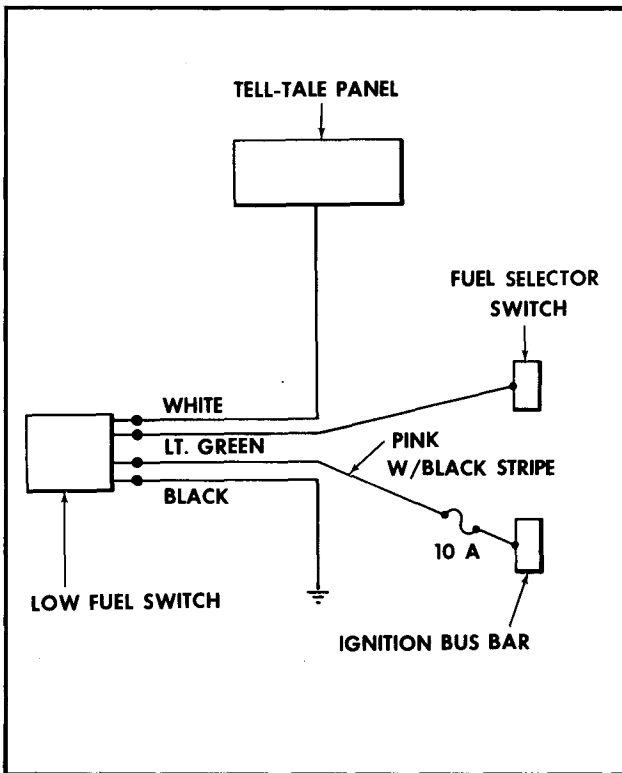 TELL-TALE PANEL
FUEL SELECTOR
SWITCH
WHITE
LT. GREEN
PINK
W/BLACK STRIPE
BLACK
10 A
LOW FUEL SWITCH
IGNITION BUS BAR